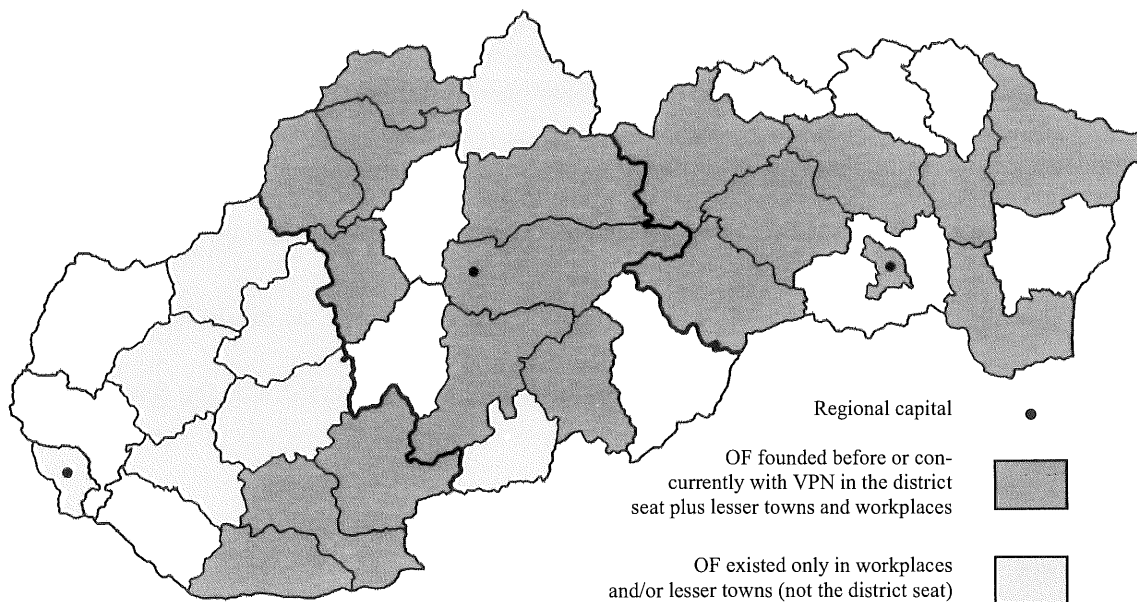 Regional capital
OF founded before or con-
currently with VPN in the district
seat plus lesser towns and workplaces
OF existed only in workplaces
and/or lesser towns (not the district seat)